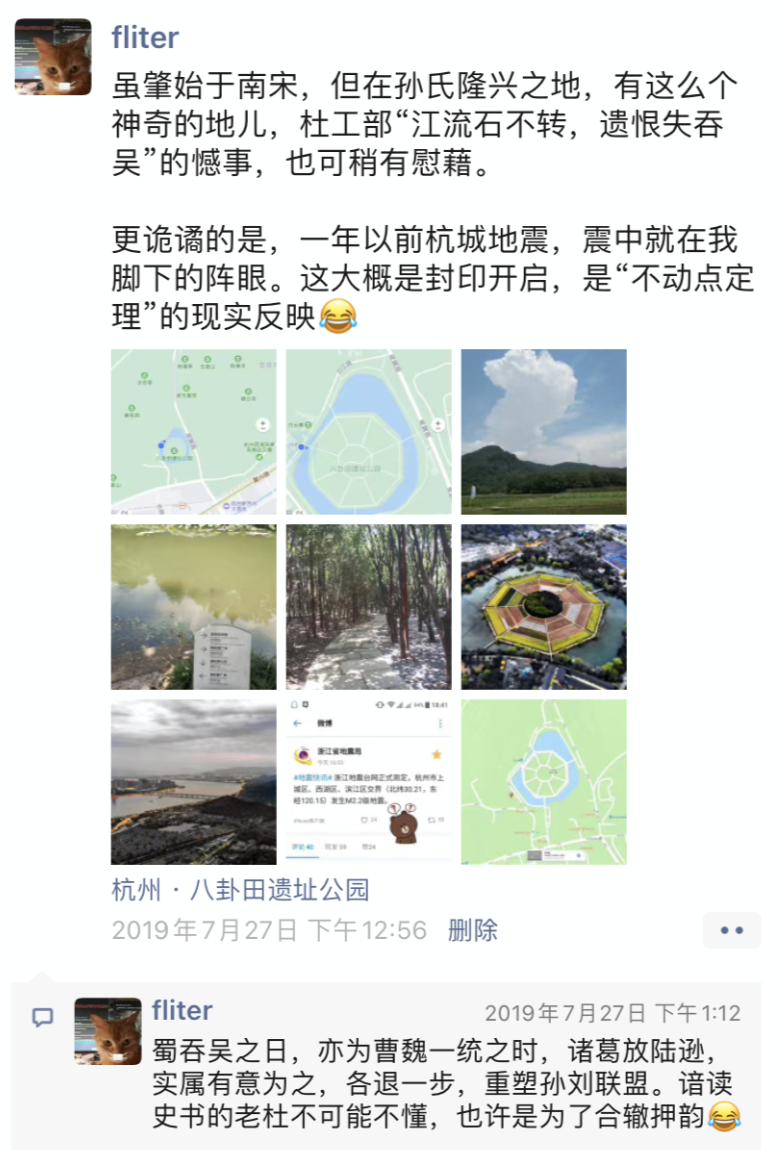 fliter
虽肇始于南宋，但在孙氏隆兴之地，有这么个
神奇的地儿，杜工部“江流石不转，遗恨失吞
吴”的憾事，也可稍有慰藉。
更诡谲的是，一年以前杭城地震，震中就在我
脚下的阵眼。这大概是封印开启，是“不动点定
理”的现实反映😂
八卦田遗址公园
18:41
微博
浙江省地震局
#地震快讯# 浙江地震台网正式测定，杭州市上
城区、西湖区、滨江区交界（北纬30.21，东
经120.15）发生M2.2级地震。
杭州 · 八卦田遗址公园
2019年7月27日 下午12:56 删除
fliter 2019年7月27日 下午1:12
蜀吞吴之日，亦为曹魏一统之时，诸葛放陆逊，
实属有意为之，各退一步，重塑孙刘联盟。谙读
史书的老杜不可能不懂，也许是为了合辙押韵😂